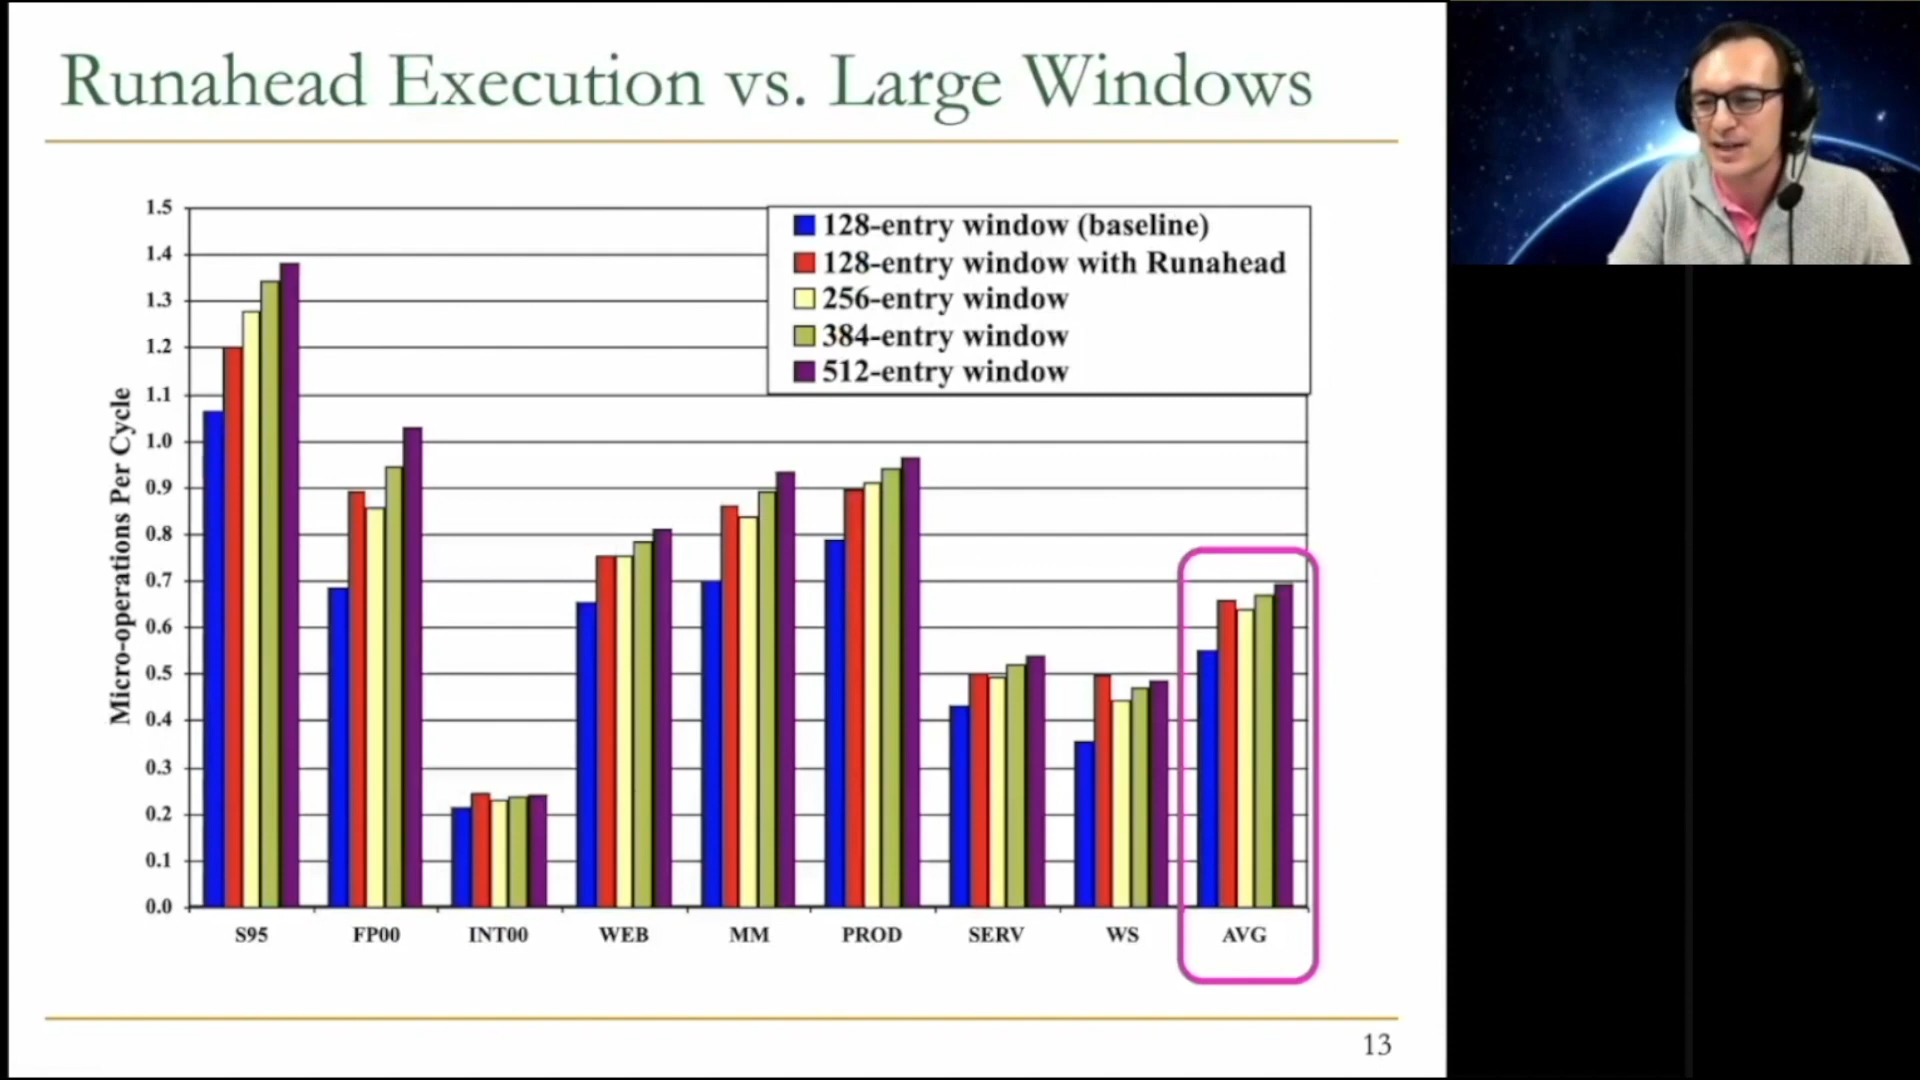 Runahead Execution vs. Large Windows
128-entry window (baseline)
128-entry window with Runahead
256-entry window
384-entry window
512-entry window
Micro-operations Per Cycle
1.5
1.4
1.3
1.2
1.1
1.0
0.9
0.8
0.7
0.6
0.5
0.4
0.3
0.2
0.1
0.0
S95 FP00 INT00 WEB MM PROD SERV WS AVG
13